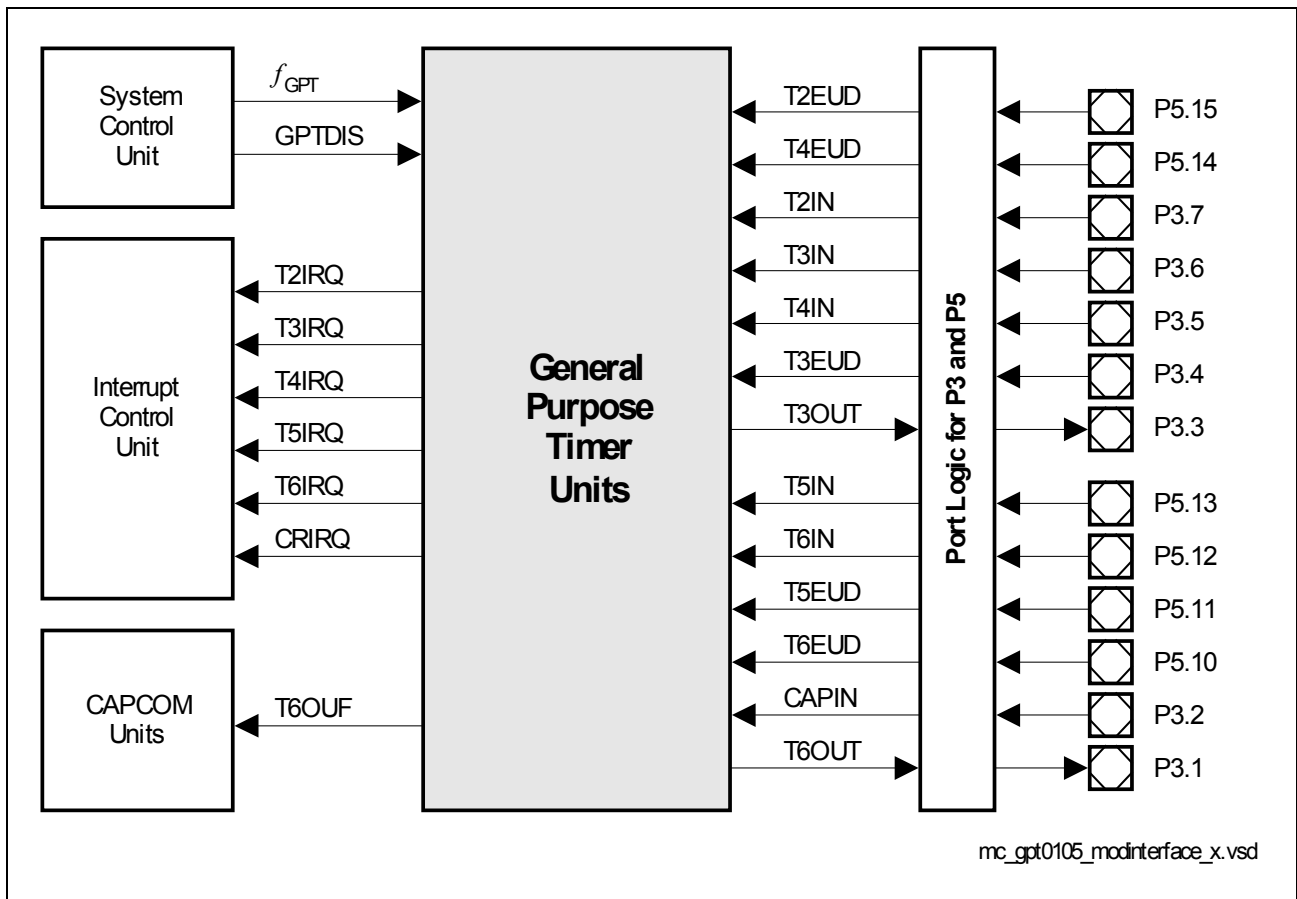 System
Control
Unit
fGPT
GPTDIS
Interrupt
Control
Unit
T2IRQ
T3IRQ
T4IRQ
T5IRQ
T6IRQ
CRIRQ
CAPCOM
Units
T6OUF
General
Purpose
Timer
Units
T2EUD
T4EUD
T2IN
T3IN
T4IN
T3EUD
T3OUT
T5IN
T6IN
T5EUD
T6EUD
CAPIN
T6OUT
Port Logic for P3 and P5
P5.15
P5.14
P3.7
P3.6
P3.5
P3.4
P3.3
P5.13
P5.12
P5.11
P5.10
P3.2
P3.1
mc_gpt0105_modinterface_x.vsd